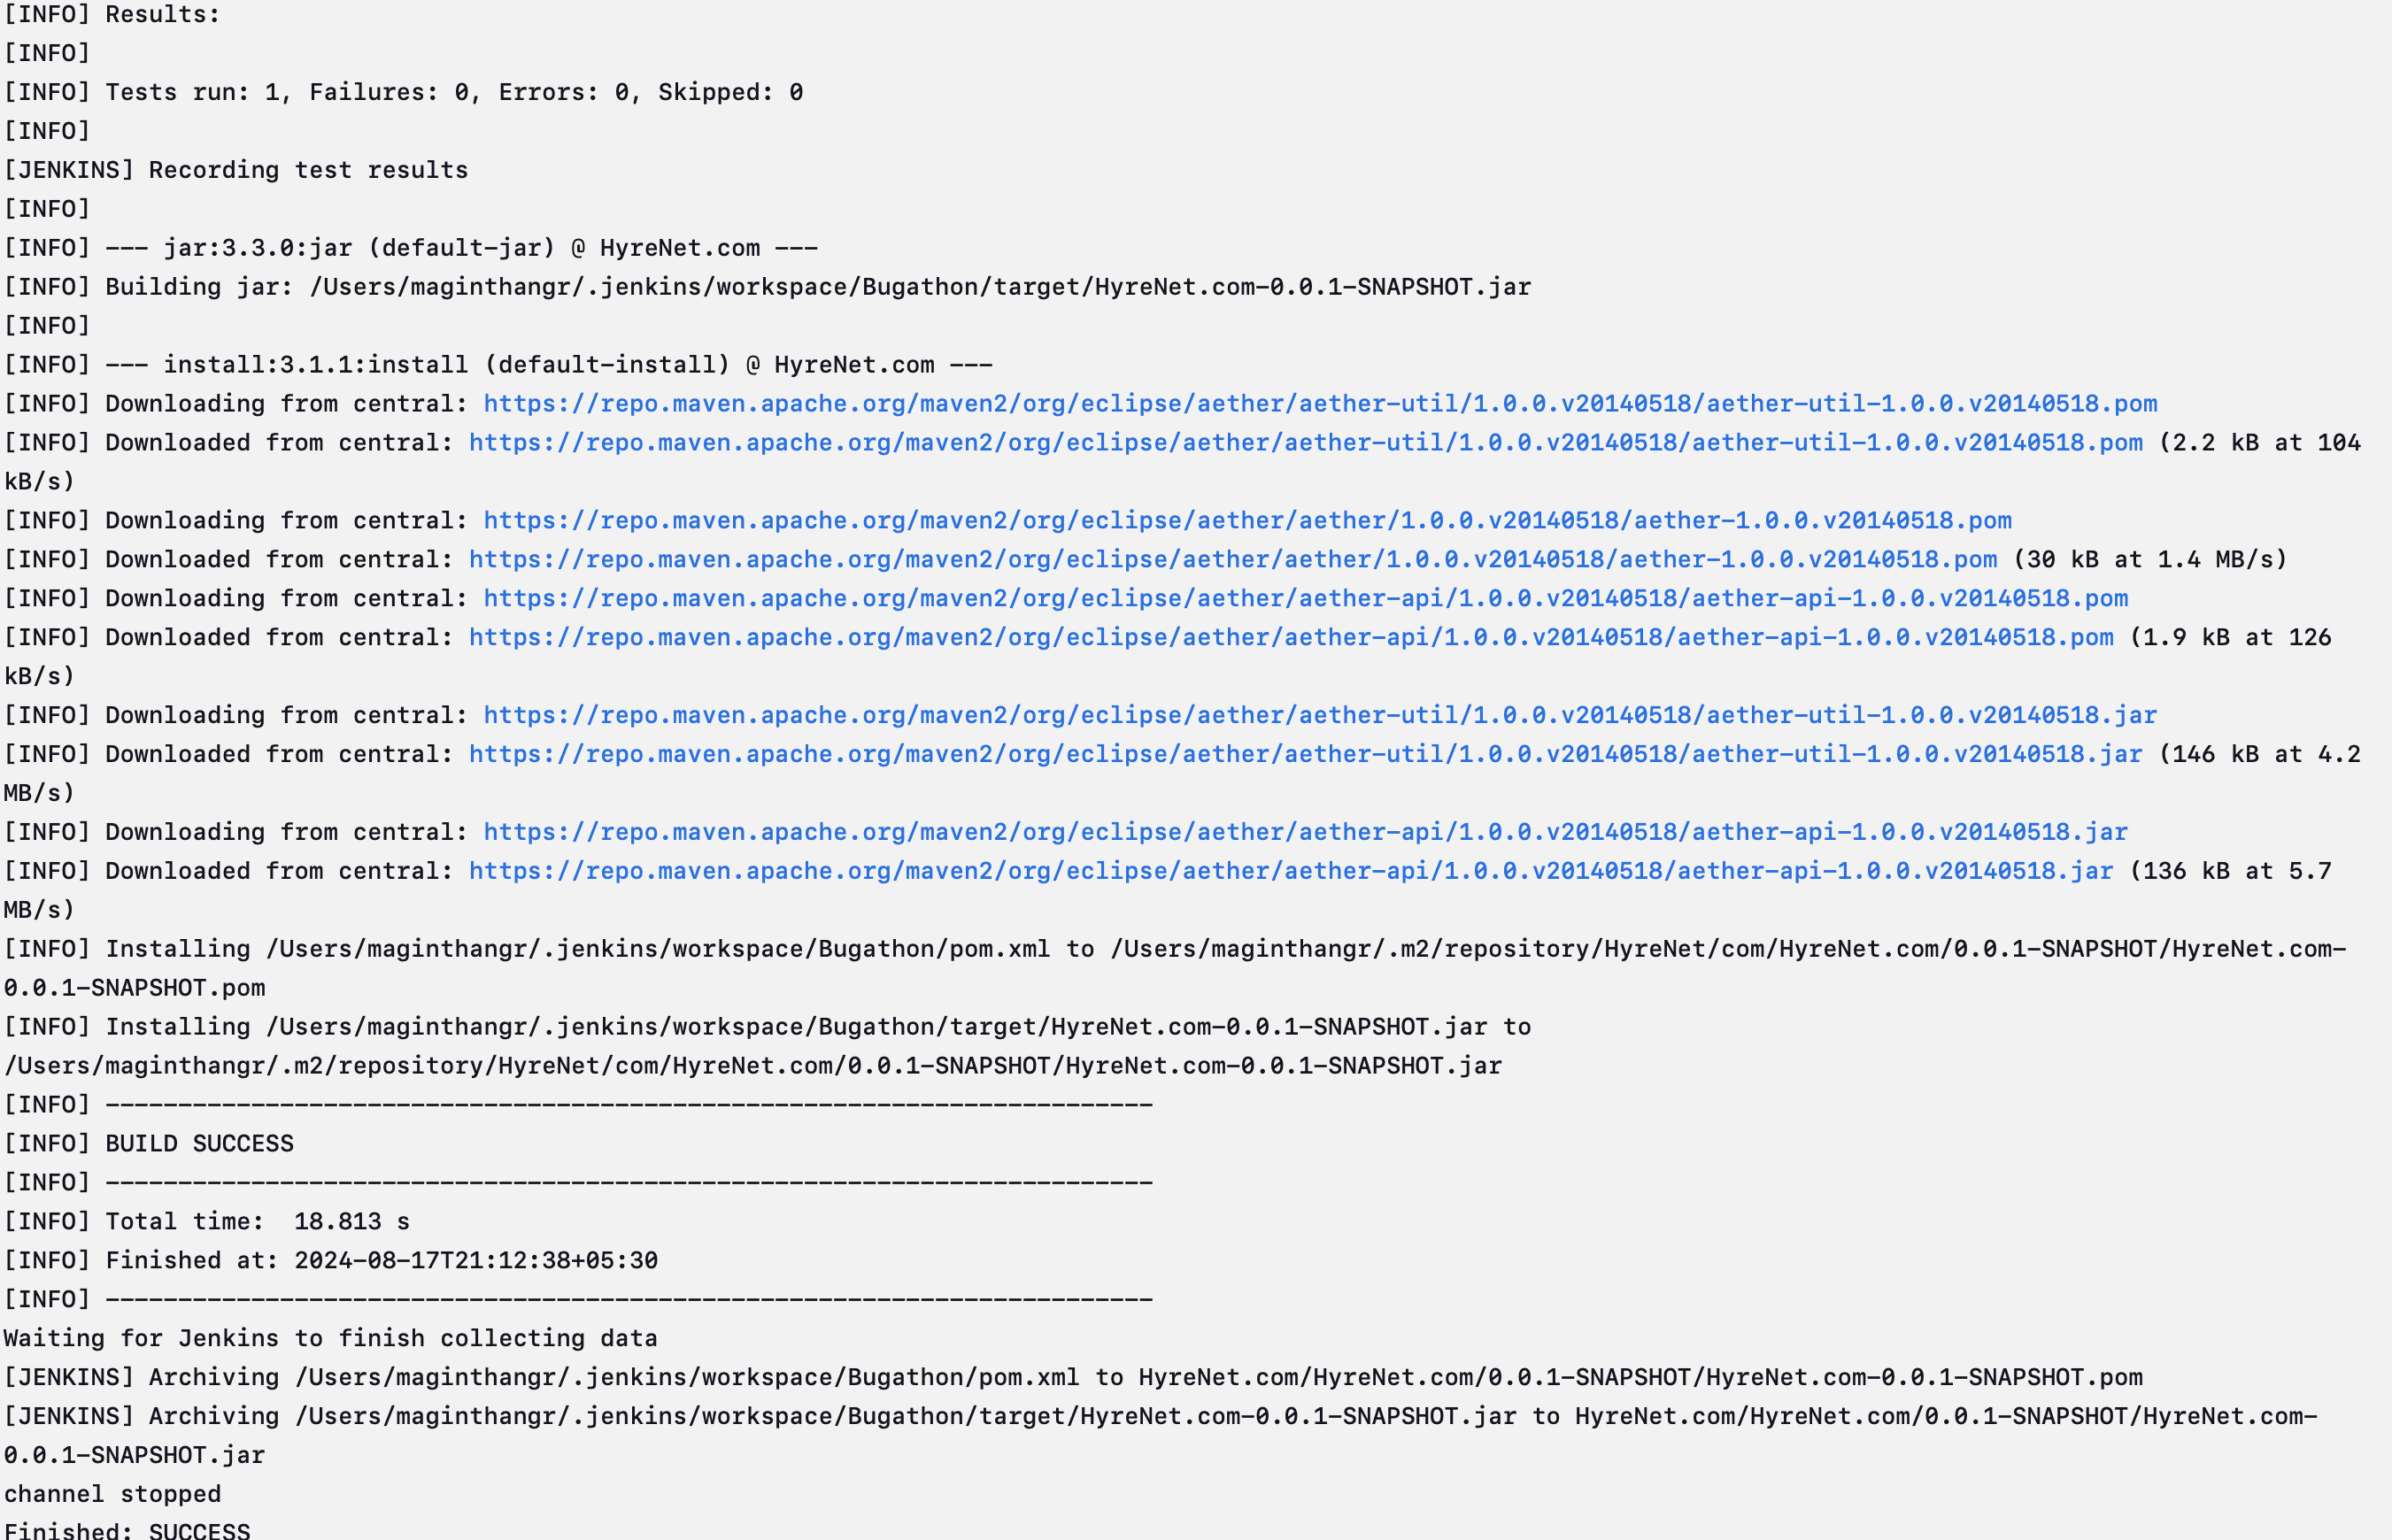 [INFO] Results:
[INFO]
[INFO] Tests run: 1, Failures: 0, Errors: 0, Skipped: 0
[INFO]
[JENKINS] Recording test results
[INFO]
[INFO] --- jar:3.3.0:jar (default-jar) @ HyreNet.com ---
[INFO] Building jar: /Users/maginthangr/.jenkins/workspace/Bugathon/target/HyreNet.com-0.0.1-SNAPSHOT.jar
[INFO]
[INFO] --- install:3.1.1:install (default-install) @ HyreNet.com ---
[INFO] Downloading from central: https://repo.maven.apache.org/maven2/org/eclipse/aether/aether-util/1.0.0.v20140518/aether-util-1.0.0.v20140518.pom
[INFO] Downloaded from central: https://repo.maven.apache.org/maven2/org/eclipse/aether/aether-util/1.0.0.v20140518/aether-util-1.0.0.v20140518.pom (2.2 kB at 104
kB/s)
[INFO] Downloading from central: https://repo.maven.apache.org/maven2/org/eclipse/aether/aether/1.0.0.v20140518/aether-1.0.0.v20140518.pom
[INFO] Downloaded from central: https://repo.maven.apache.org/maven2/org/eclipse/aether/aether/1.0.0.v20140518/aether-1.0.0.v20140518.pom (30 kB at 1.4 MB/s)
[INFO] Downloading from central: https://repo.maven.apache.org/maven2/org/eclipse/aether/aether-api/1.0.0.v20140518/aether-api-1.0.0.v20140518.pom
[INFO] Downloaded from central: https://repo.maven.apache.org/maven2/org/eclipse/aether/aether-api/1.0.0.v20140518/aether-api-1.0.0.v20140518.pom (1.9 kB at 126
kB/s)
[INFO] Downloading from central: https://repo.maven.apache.org/maven2/org/eclipse/aether/aether-util/1.0.0.v20140518/aether-util-1.0.0.v20140518.jar
[INFO] Downloaded from central: https://repo.maven.apache.org/maven2/org/eclipse/aether/aether-util/1.0.0.v20140518/aether-util-1.0.0.v20140518.jar (146 kB at 4.2
MB/s)
[INFO] Downloading from central: https://repo.maven.apache.org/maven2/org/eclipse/aether/aether-api/1.0.0.v20140518/aether-api-1.0.0.v20140518.jar
[INFO] Downloaded from central: https://repo.maven.apache.org/maven2/org/eclipse/aether/aether-api/1.0.0.v20140518/aether-api-1.0.0.v20140518.jar (136 kB at 5.7
MB/s)
[INFO] Installing /Users/maginthangr/.jenkins/workspace/Bugathon/pom.xml to /Users/maginthangr/.m2/repository/HyreNet/com/HyreNet.com/0.0.1-SNAPSHOT/HyreNet.com-
0.0.1-SNAPSHOT.pom
[INFO] Installing /Users/maginthangr/.jenkins/workspace/Bugathon/target/HyreNet.com-0.0.1-SNAPSHOT.jar to
/Users/maginthangr/.m2/repository/HyreNet/com/HyreNet.com/0.0.1-SNAPSHOT/HyreNet.com-0.0.1-SNAPSHOT.jar
[INFO] ------------------------------------------------------------------------
[INFO] BUILD SUCCESS
[INFO] ------------------------------------------------------------------------
[INFO] Total time:  18.813 s
[INFO] Finished at: 2024-08-17T21:12:38+05:30
[INFO] ------------------------------------------------------------------------
Waiting for Jenkins to finish collecting data
[JENKINS] Archiving /Users/maginthangr/.jenkins/workspace/Bugathon/pom.xml to HyreNet.com/HyreNet.com/0.0.1-SNAPSHOT/HyreNet.com-0.0.1-SNAPSHOT.pom
[JENKINS] Archiving /Users/maginthangr/.jenkins/workspace/Bugathon/target/HyreNet.com-0.0.1-SNAPSHOT.jar to HyreNet.com/HyreNet.com/0.0.1-SNAPSHOT/HyreNet.com-
0.0.1-SNAPSHOT.jar
channel stopped
Finished: SUCCESS